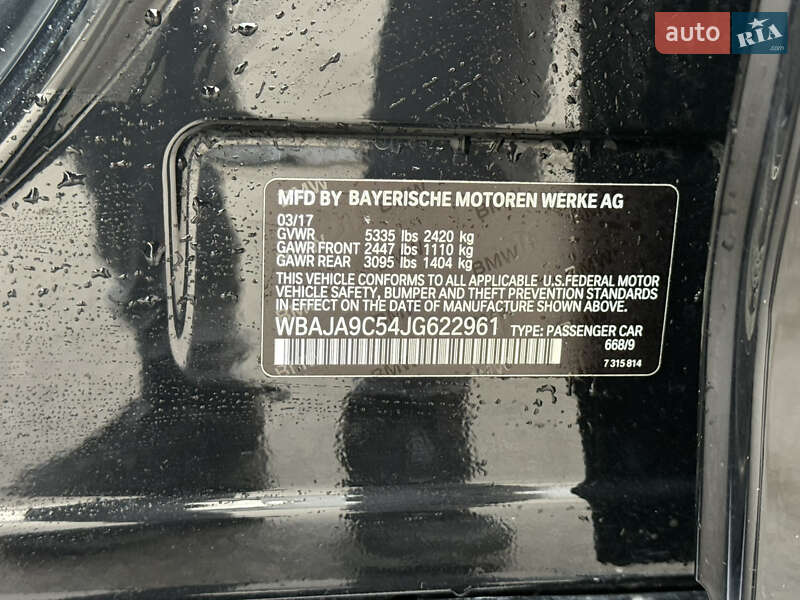 auto RIA
.com
MFD BY BAYERISCHE MOTOREN WERKE AG
03/17
GVWR 5335 lbs 2420 kg
GAWR FRONT 2447 lbs 1110 kg
GAWR REAR 3095 lbs 1404 kg
THIS VEHICLE CONFORMS TO ALL APPLICABLE U.S.FEDERAL MOTOR
VEHICLE SAFETY, BUMPER AND THEFT PREVENTION STANDARDS
IN EFFECT ON THE DATE OF MANUFACTURE SHOWN ABOVE.
WBAJA9C54JG622961 TYPE: PASSENGER CAR
668/9
7 315 814